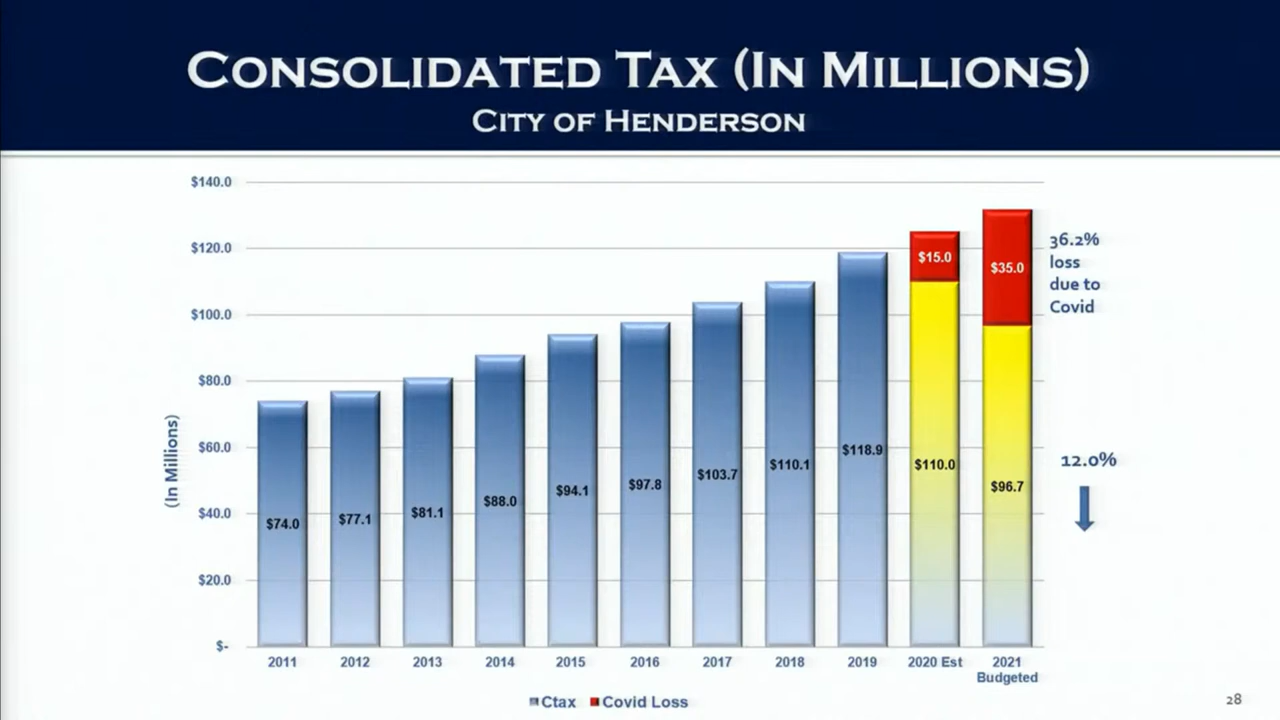 Consolidated Tax (In Millions)
City of Henderson
$140.0
$120.0
$100.0
$80.0
$60.0
$40.0
$20.0
$-
(In Millions)
$74.0
$77.1
$81.1
$88.0
$94.1
$97.8
$103.7
$110.1
$118.9
$15.0
$110.0
$35.0
$96.7
36.2%
loss
due to
Covid
12.0%
2011 2012 2013 2014 2015 2016 2017 2018 2019 2020 Est 2021
Budgeted
Ctax Covid Loss
28